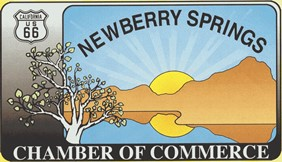 CALIFORNIA
US
66
NEWBERRY SPRINGS
CHAMBER OF COMMERCE